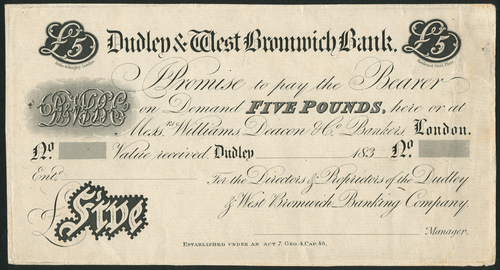 £5 Dudley & West Bromwich Bank. £5
I Promise to pay the Bearer
on Demand FIVE POUNDS, here or at
Mess.rs Williams Deacon & Co. Bankers London.
No. Value received, Dudley 183 No.
Entd. For the Directors & Proprietors of the Dudley
£Five & West Bromwich Banking Company.
Manager.
ESTABLISHED UNDER AN ACT 7. GEO. 4. CAP. 46.